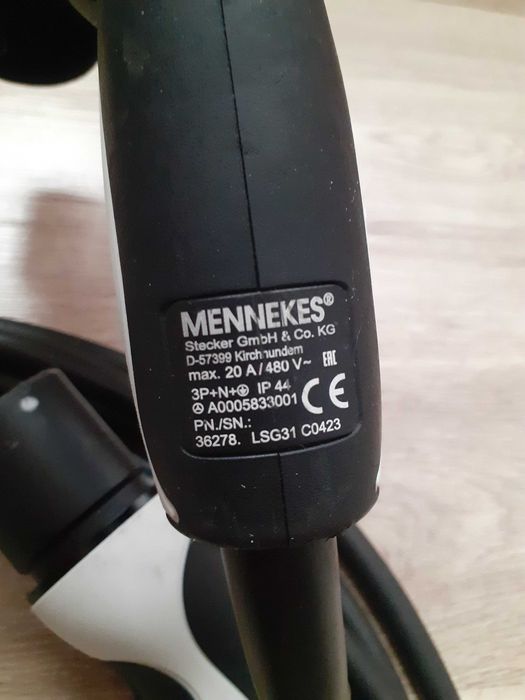 MENNEKES®
Stecker GmbH & Co. KG
D-57399 Kirchhundem
max. 20 A / 480 V~ EAC
3P+N+⏚ IP 44
A0005833001 CE
PN./SN.:
36278. LSG31 C0423